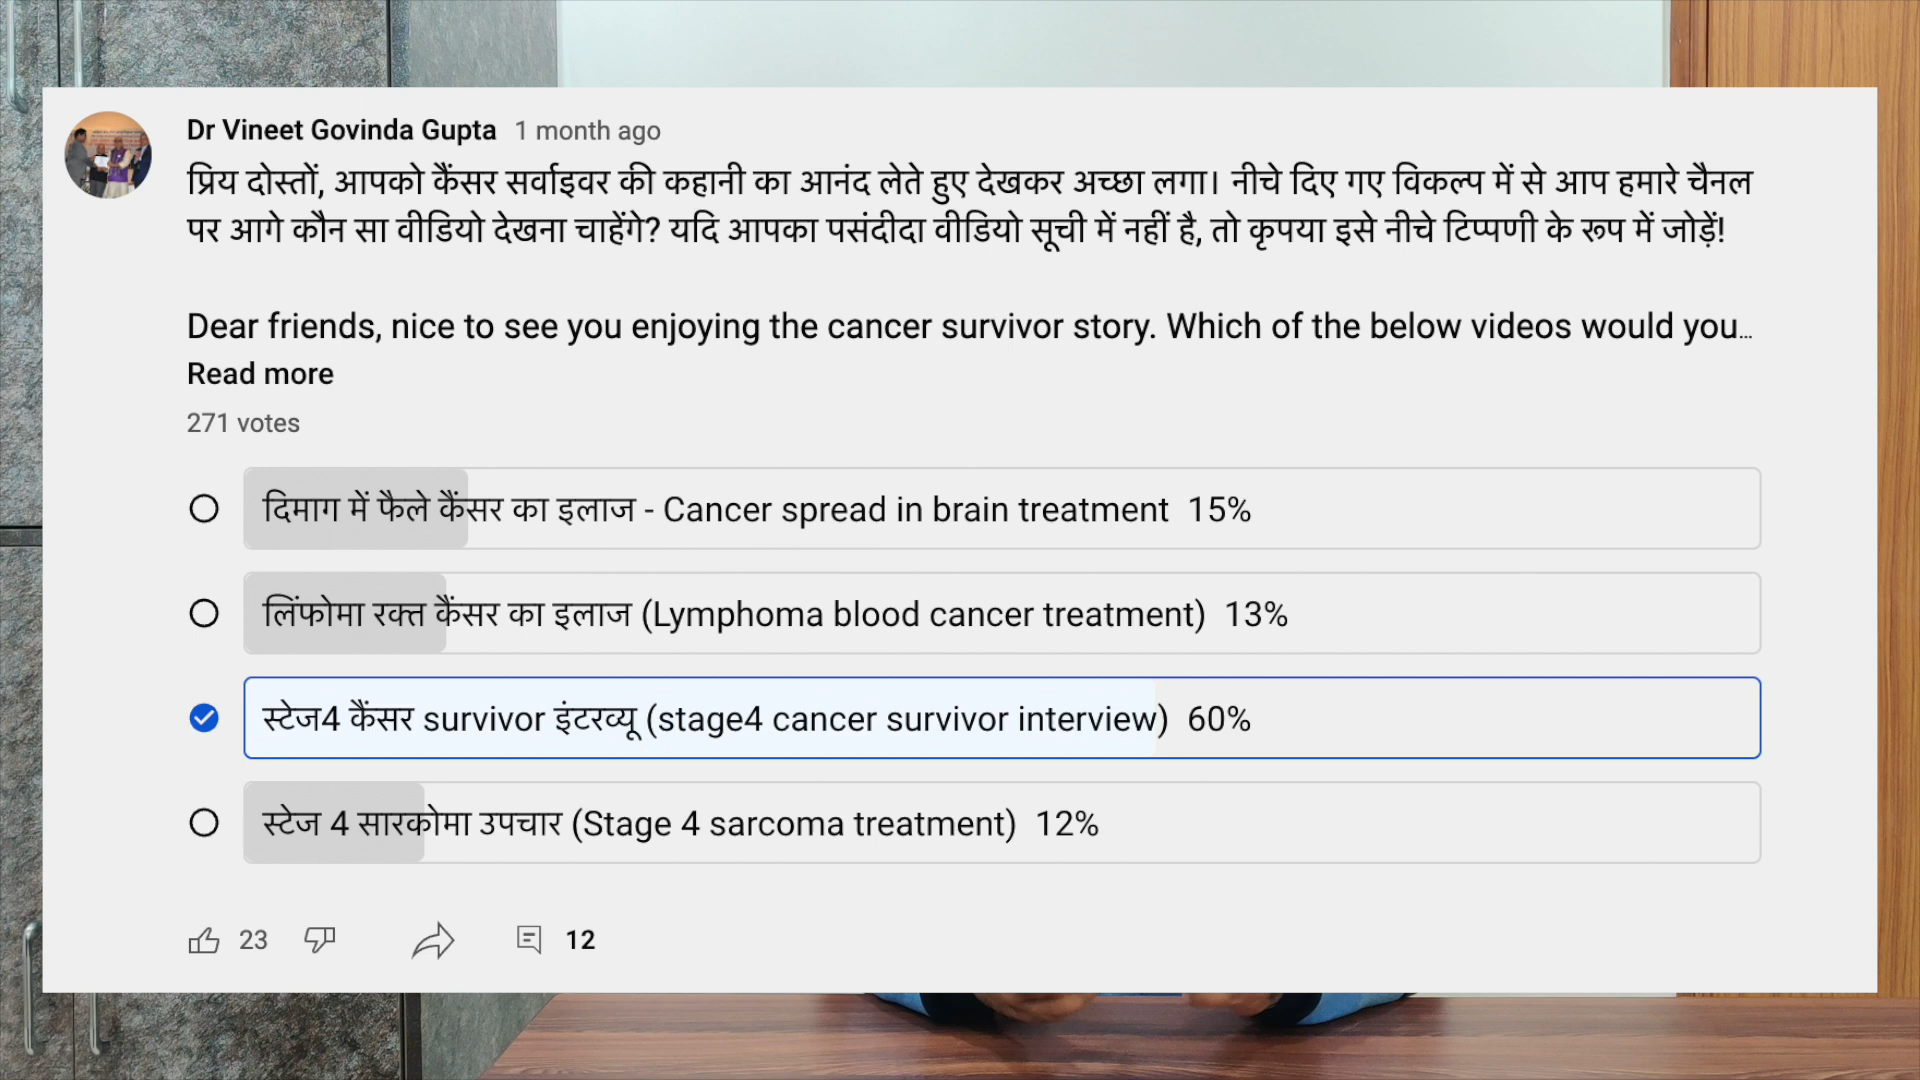 Dr Vineet Govinda Gupta 1 month ago
प्रिय दोस्तों, आपको कैंसर सर्वाइवर की कहानी का आनंद लेते हुए देखकर अच्छा लगा। नीचे दिए गए विकल्प में से आप हमारे चैनल
पर आगे कौन सा वीडियो देखना चाहेंगे? यदि आपका पसंदीदा वीडियो सूची में नहीं है, तो कृपया इसे नीचे टिप्पणी के रूप में जोड़ें!
Dear friends, nice to see you enjoying the cancer survivor story. Which of the below videos would you...
Read more
271 votes
दिमाग में फैले कैंसर का इलाज - Cancer spread in brain treatment 15%
लिंफोमा रक्त कैंसर का इलाज (Lymphoma blood cancer treatment) 13%
स्टेज4 कैंसर survivor इंटरव्यू (stage4 cancer survivor interview) 60%
स्टेज 4 सारकोमा उपचार (Stage 4 sarcoma treatment) 12%
23 12